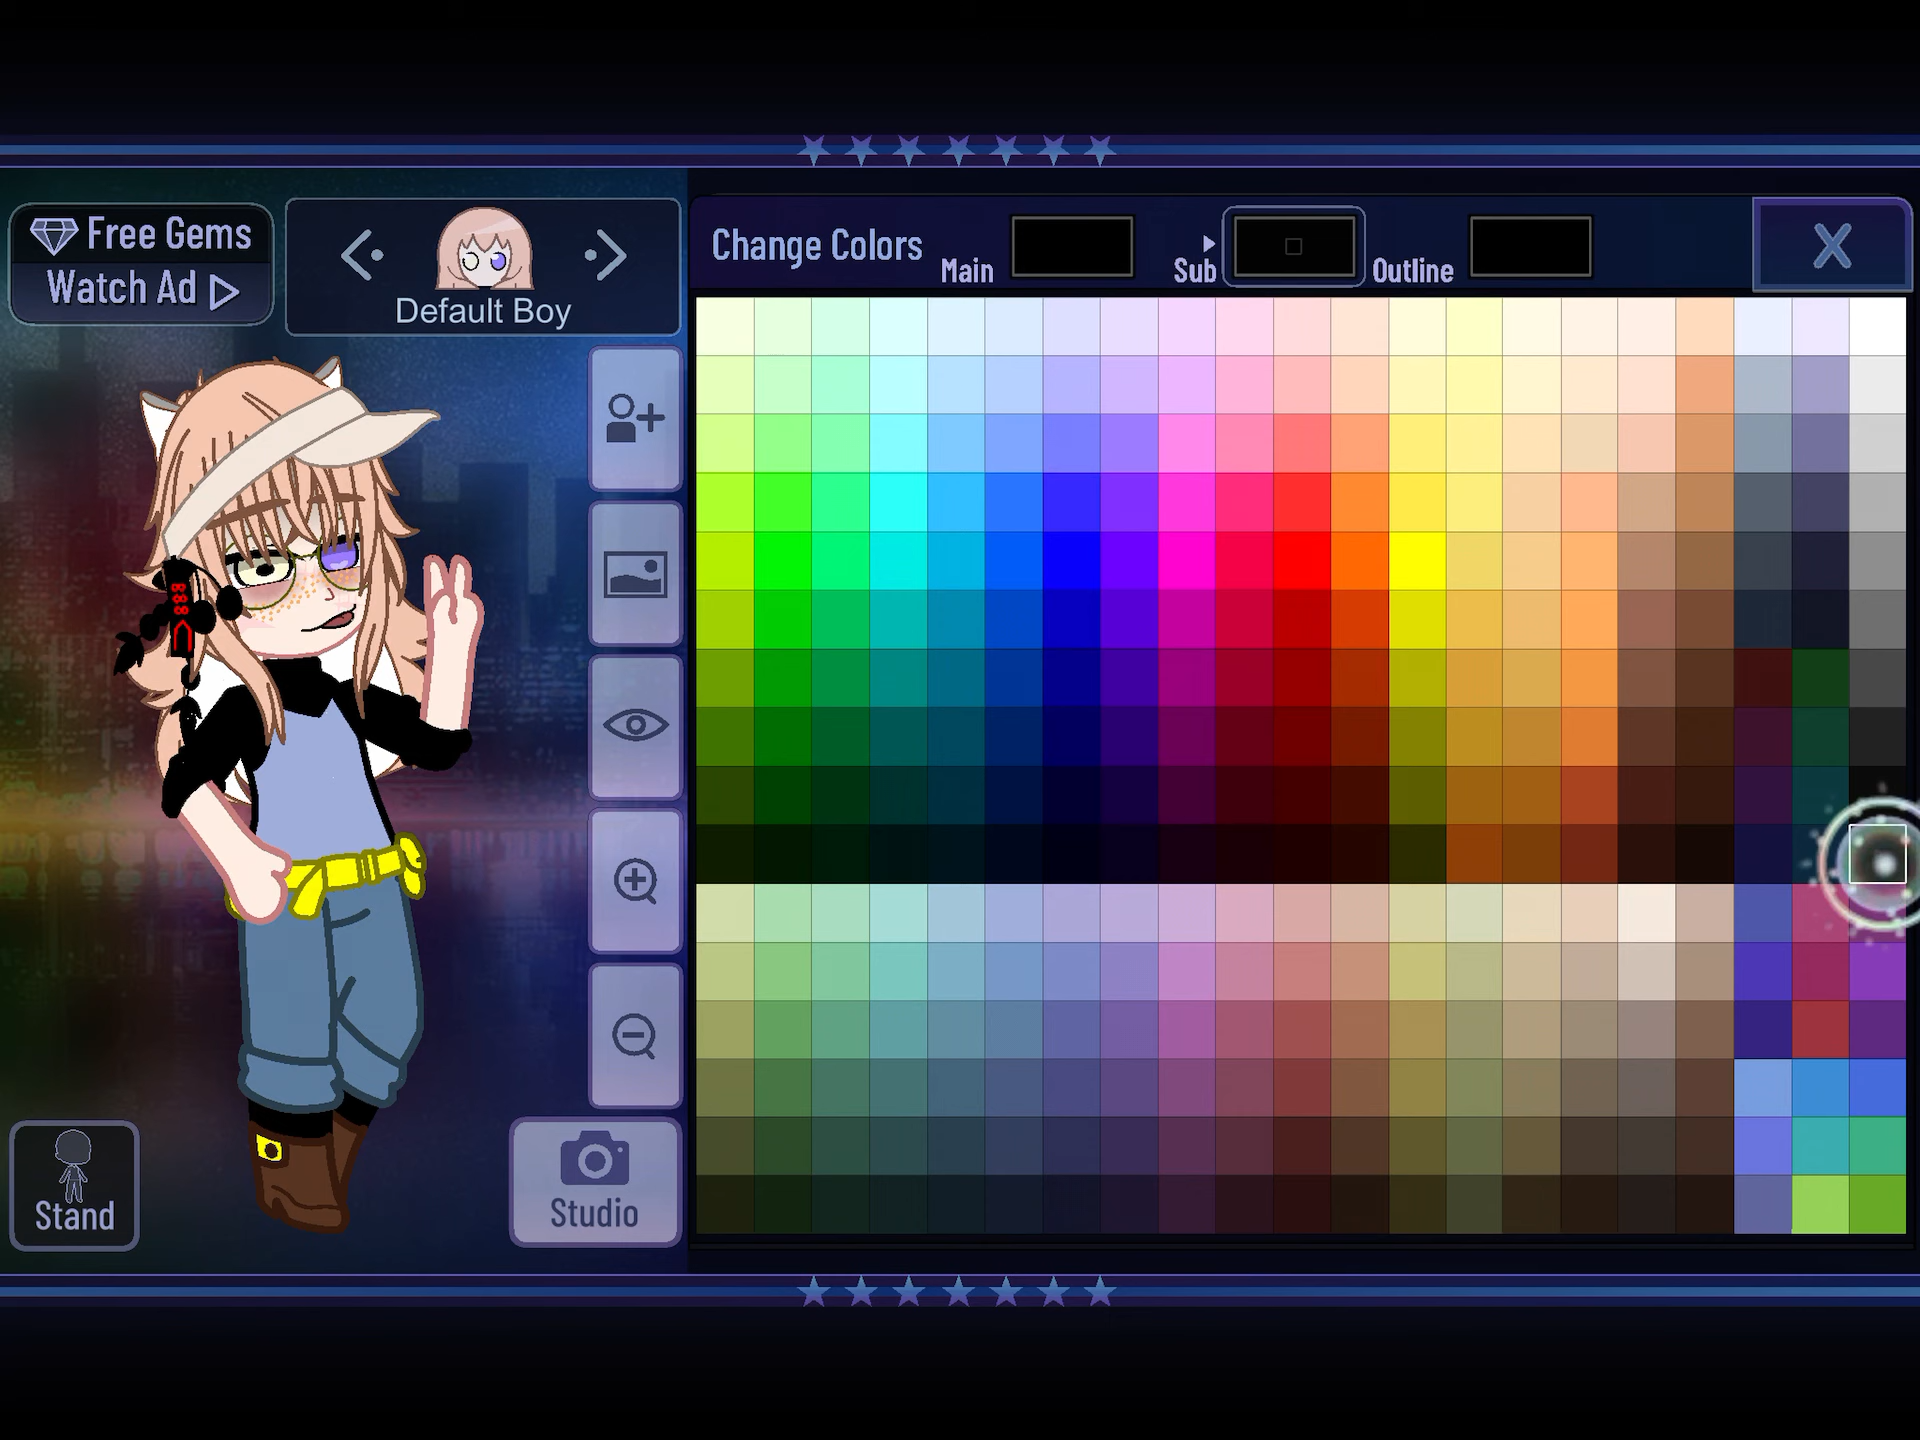 Free Gems
Watch Ad
Default Boy
Change Colors
Main
Sub
Outline
X
Stand
Studio